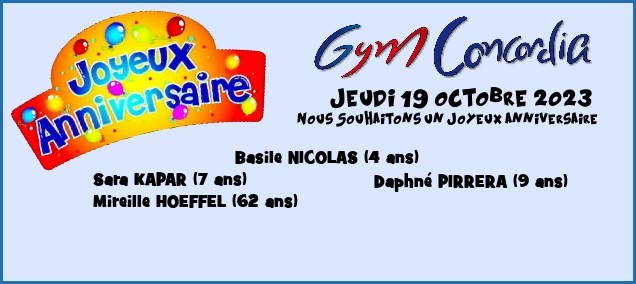 Joyeux
Anniversaire
Gym Concordia
JEUDI 19 OCTOBRE 2023
NOUS SOUHAITONS UN JOYEUX ANNIVERSAIRE
Basile NICOLAS (4 ans)
Sara KAPAR (7 ans) Daphné PIRRERA (9 ans)
Mireille HOEFFEL (62 ans)